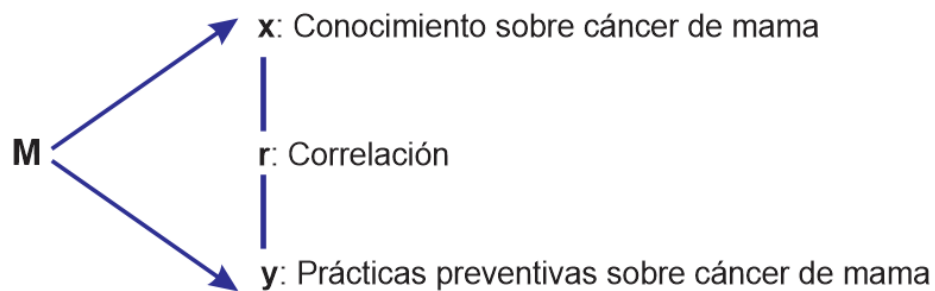 x: Conocimiento sobre cáncer de mama
M
r: Correlación
y: Prácticas preventivas sobre cáncer de mama